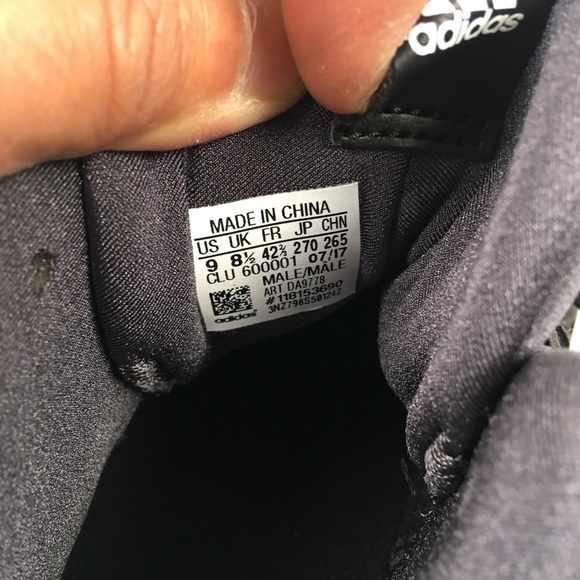 adidas
MADE IN CHINA
US UK FR JP CHN
9 8½ 42⅔ 270 265
CLU 600001 07/17
MALE/MALE
ART DA9778
#118153690
3NZ798S501242
adidas